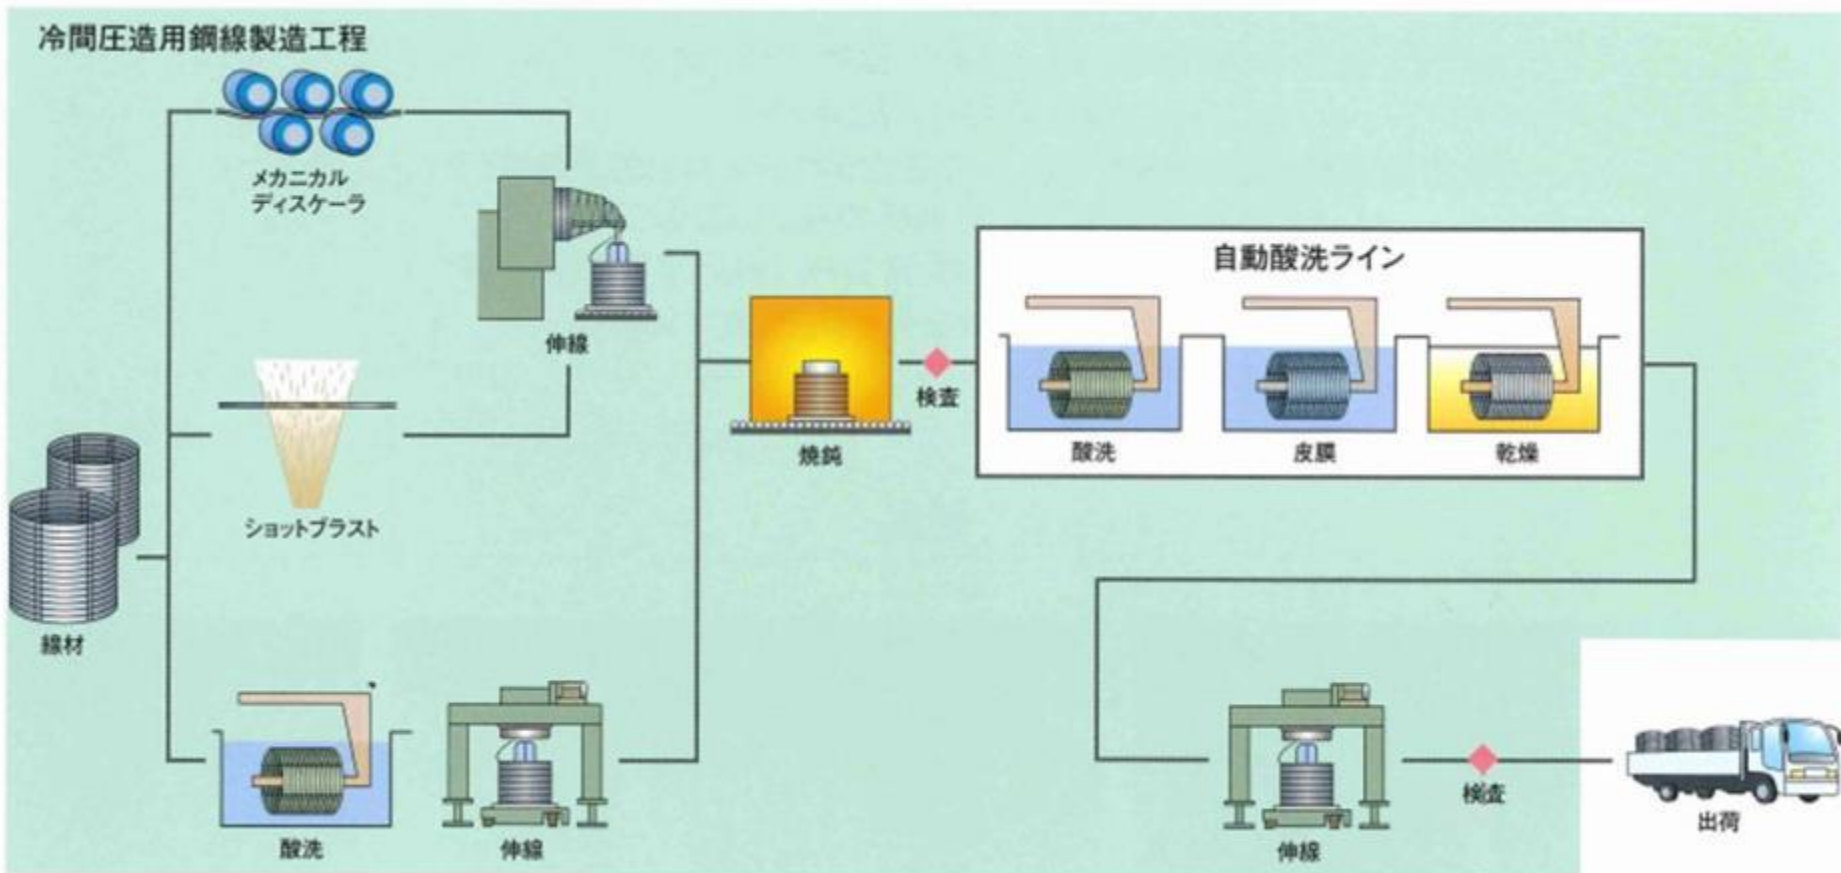 冷間圧造用鋼線製造工程
メカニカル
ディスケーラ
伸線
ショットブラスト
線材
酸洗
伸線
焼鈍
検査
自動酸洗ライン
酸洗
皮膜
乾燥
伸線
検査
出荷